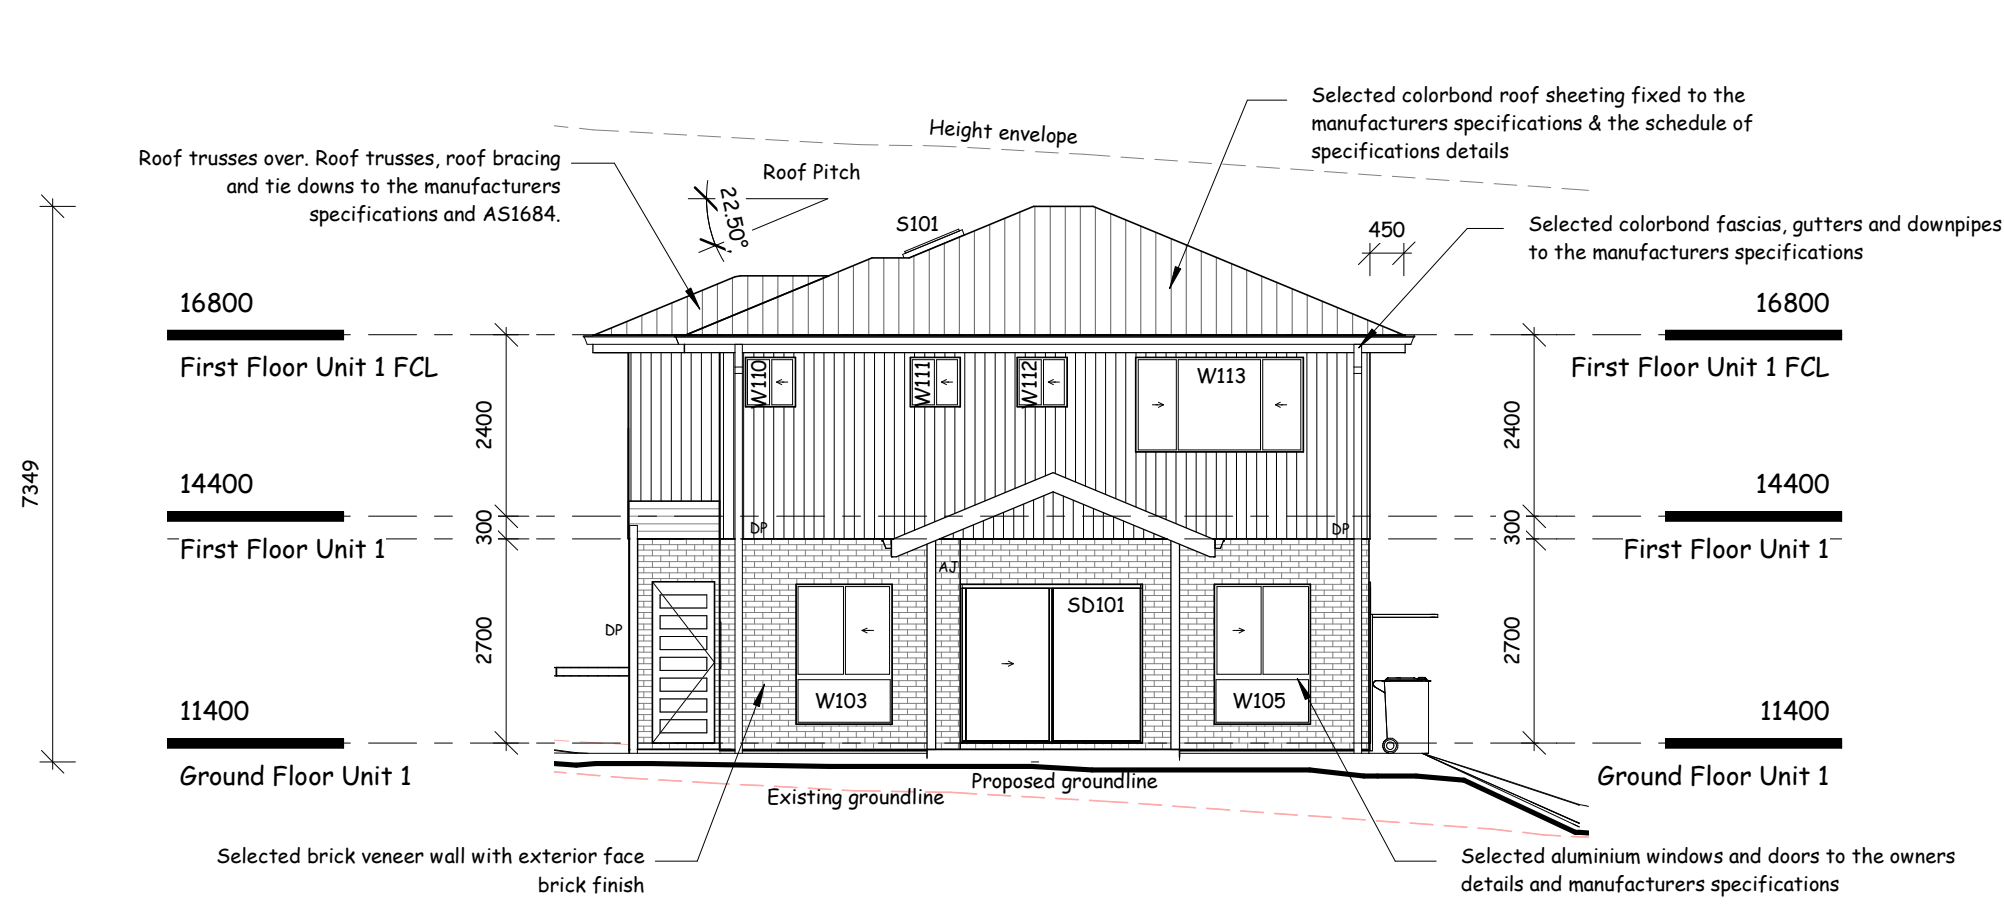 Selected colorbond roof sheeting fixed to the
manufacturers specifications & the schedule of
specifications details
Height envelope
Roof trusses over. Roof trusses, roof bracing
and tie downs to the manufacturers
specifications and AS1684.
Roof Pitch
22.50°
S101
450
Selected colorbond fascias, gutters and downpipes
to the manufacturers specifications
16800
First Floor Unit 1 FCL
16800
First Floor Unit 1 FCL
W110
W111
W112
W113
2400
2400
7349
14400
First Floor Unit 1
14400
First Floor Unit 1
300
300
DP
DP
AJ
SD101
DP
2700
2700
W103
W105
11400
Ground Floor Unit 1
11400
Ground Floor Unit 1
Proposed groundline
Existing groundline
Selected brick veneer wall with exterior face
brick finish
Selected aluminium windows and doors to the owners
details and manufacturers specifications